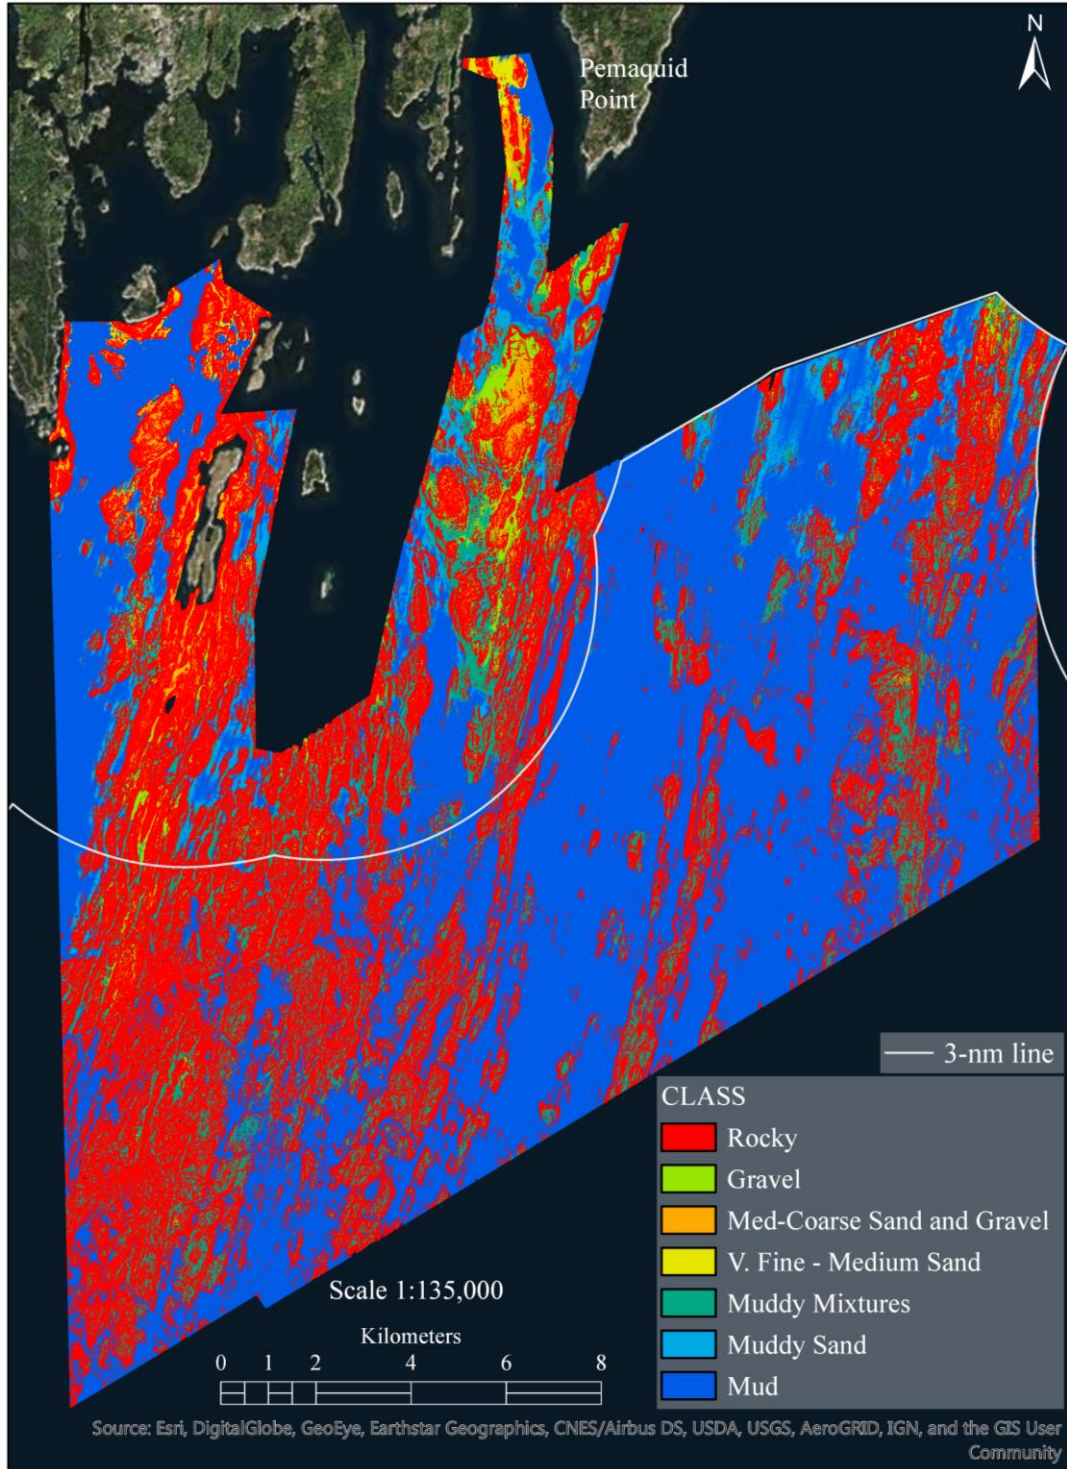 N
Pemaquid
Point
3-nm line
CLASS
Rocky
Gravel
Med-Coarse Sand and Gravel
V. Fine - Medium Sand
Muddy Mixtures
Muddy Sand
Mud
Scale 1:135,000
Kilometers
0 1 2 4 6 8
Source: Esri, DigitalGlobe, GeoEye, Earthstar Geographics, CNES/Airbus DS, USDA, USGS, AeroGRID, IGN, and the GIS User
Community